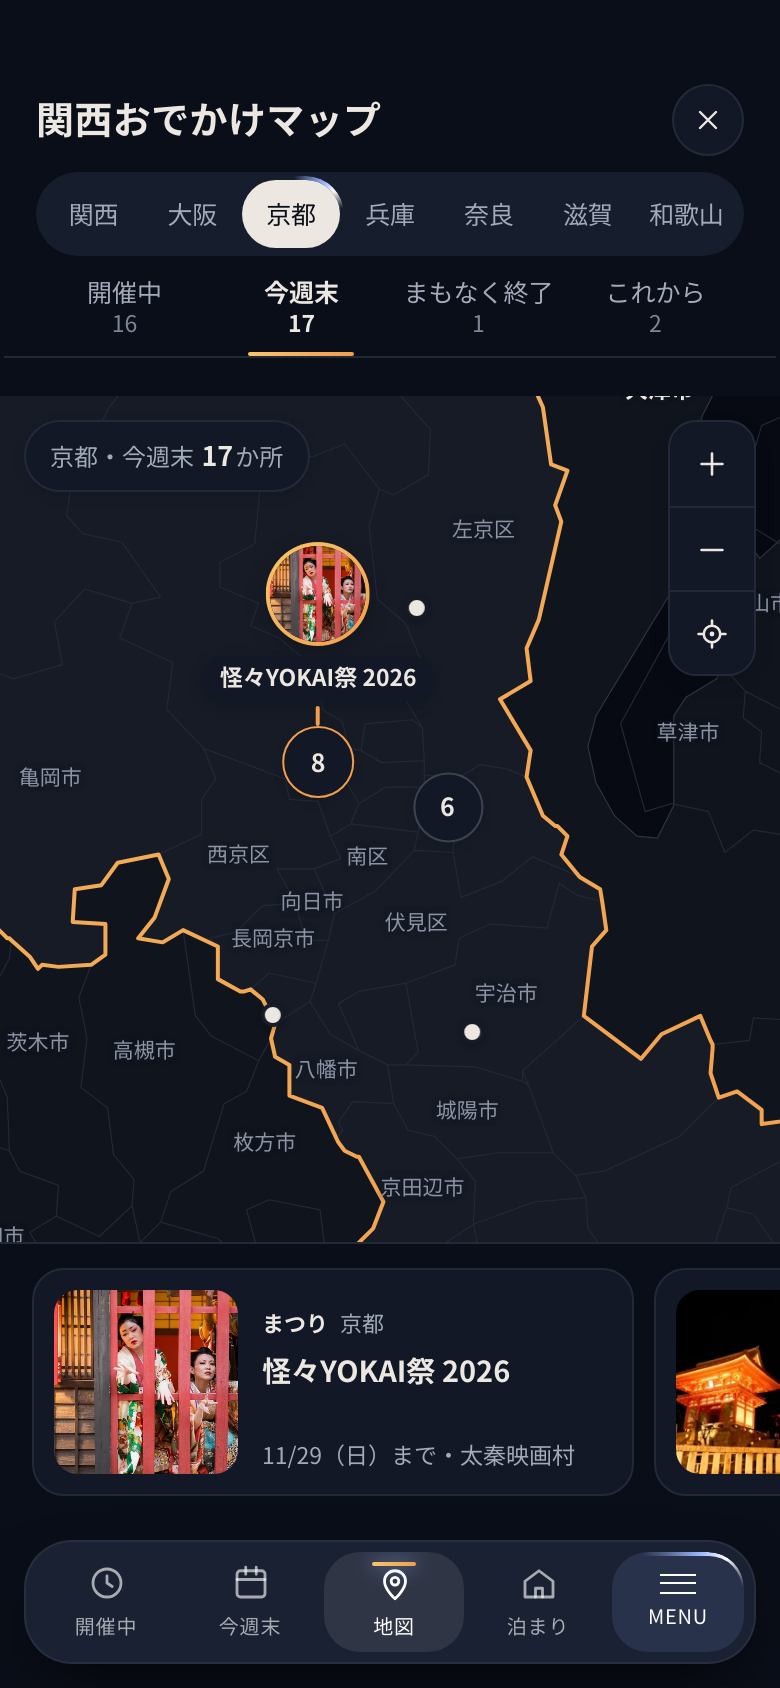 関西おでかけマップ
関西 大阪 京都 兵庫 奈良 滋賀 和歌山
開催中 今週末 まもなく終了 これから
16 17 1 2
京都・今週末 17か所
左京区
怪々YOKAI祭 2026
草津市
8
亀岡市
6
西京区 南区
向日市
伏見区
長岡京市
宇治市
茨木市 高槻市
八幡市
城陽市
枚方市
京田辺市
まつり 京都
怪々YOKAI祭 2026
11/29（日）まで・太秦映画村
開催中 今週末 地図 泊まり MENU